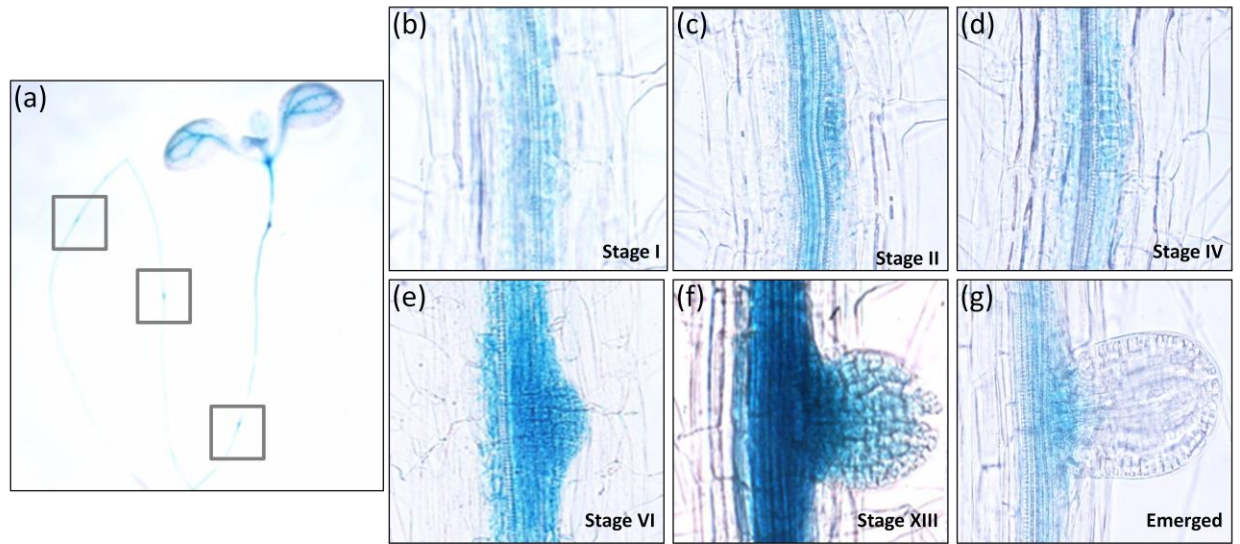 (a)
(b)
Stage I
(c)
Stage II
(d)
Stage IV
(e)
Stage VI
(f)
Stage XIII
(g)
Emerged